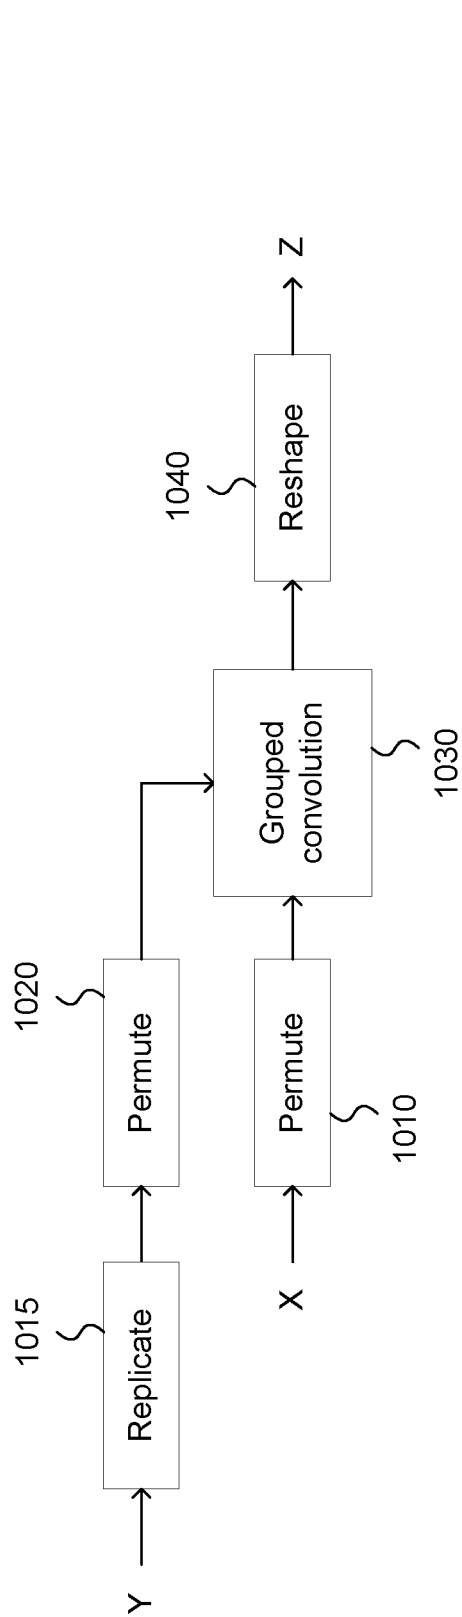 1015
1020
1040
Y
Replicate
Permute
Grouped
convolution
Reshape
Z
X
Permute
1010
1030